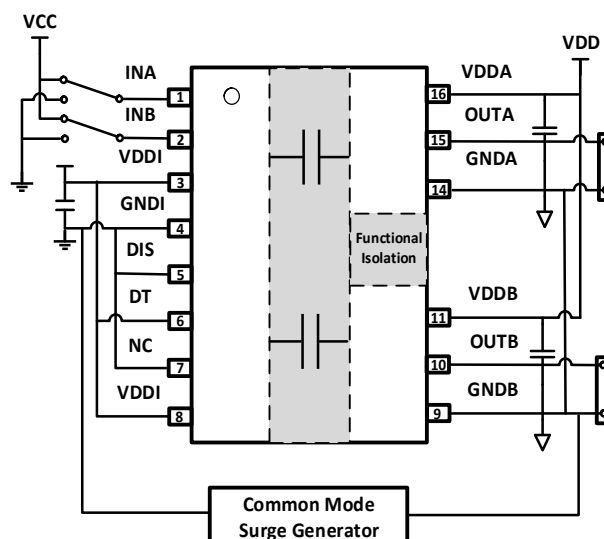 VCC
VDD
INA
1
INB
2
VDDI
3
GNDI
4
DIS
5
DT
6
NC
7
VDDI
8
VDDA
16
OUTA
15
GNDA
14
Functional
Isolation
VDDB
11
OUTB
10
GNDB
9
Common Mode
Surge Generator